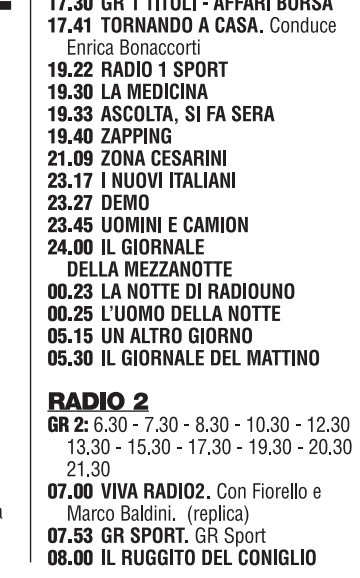 17.30 GR 1 TITOLI - AFFARI BORSA
17.41 TORNANDO A CASA. Conduce
Enrica Bonaccorti
19.22 RADIO 1 SPORT
19.30 LA MEDICINA
19.33 ASCOLTA, SI FA SERA
19.40 ZAPPING
21.09 ZONA CESARINI
23.17 I NUOVI ITALIANI
23.27 DEMO
23.45 UOMINI E CAMION
24.00 IL GIORNALE
DELLA MEZZANOTTE
00.23 LA NOTTE DI RADIOUNO
00.25 L'UOMO DELLA NOTTE
05.15 UN ALTRO GIORNO
05.30 IL GIORNALE DEL MATTINO
RADIO 2
GR 2: 6.30 - 7.30 - 8.30 - 10.30 - 12.30
13.30 - 15.30 - 17.30 - 19.30 - 20.30
21.30
07.00 VIVA RADIO2. Con Fiorello e
Marco Baldini. (replica)
07.53 GR SPORT. GR Sport
08.00 IL RUGGITO DEL CONIGLIO